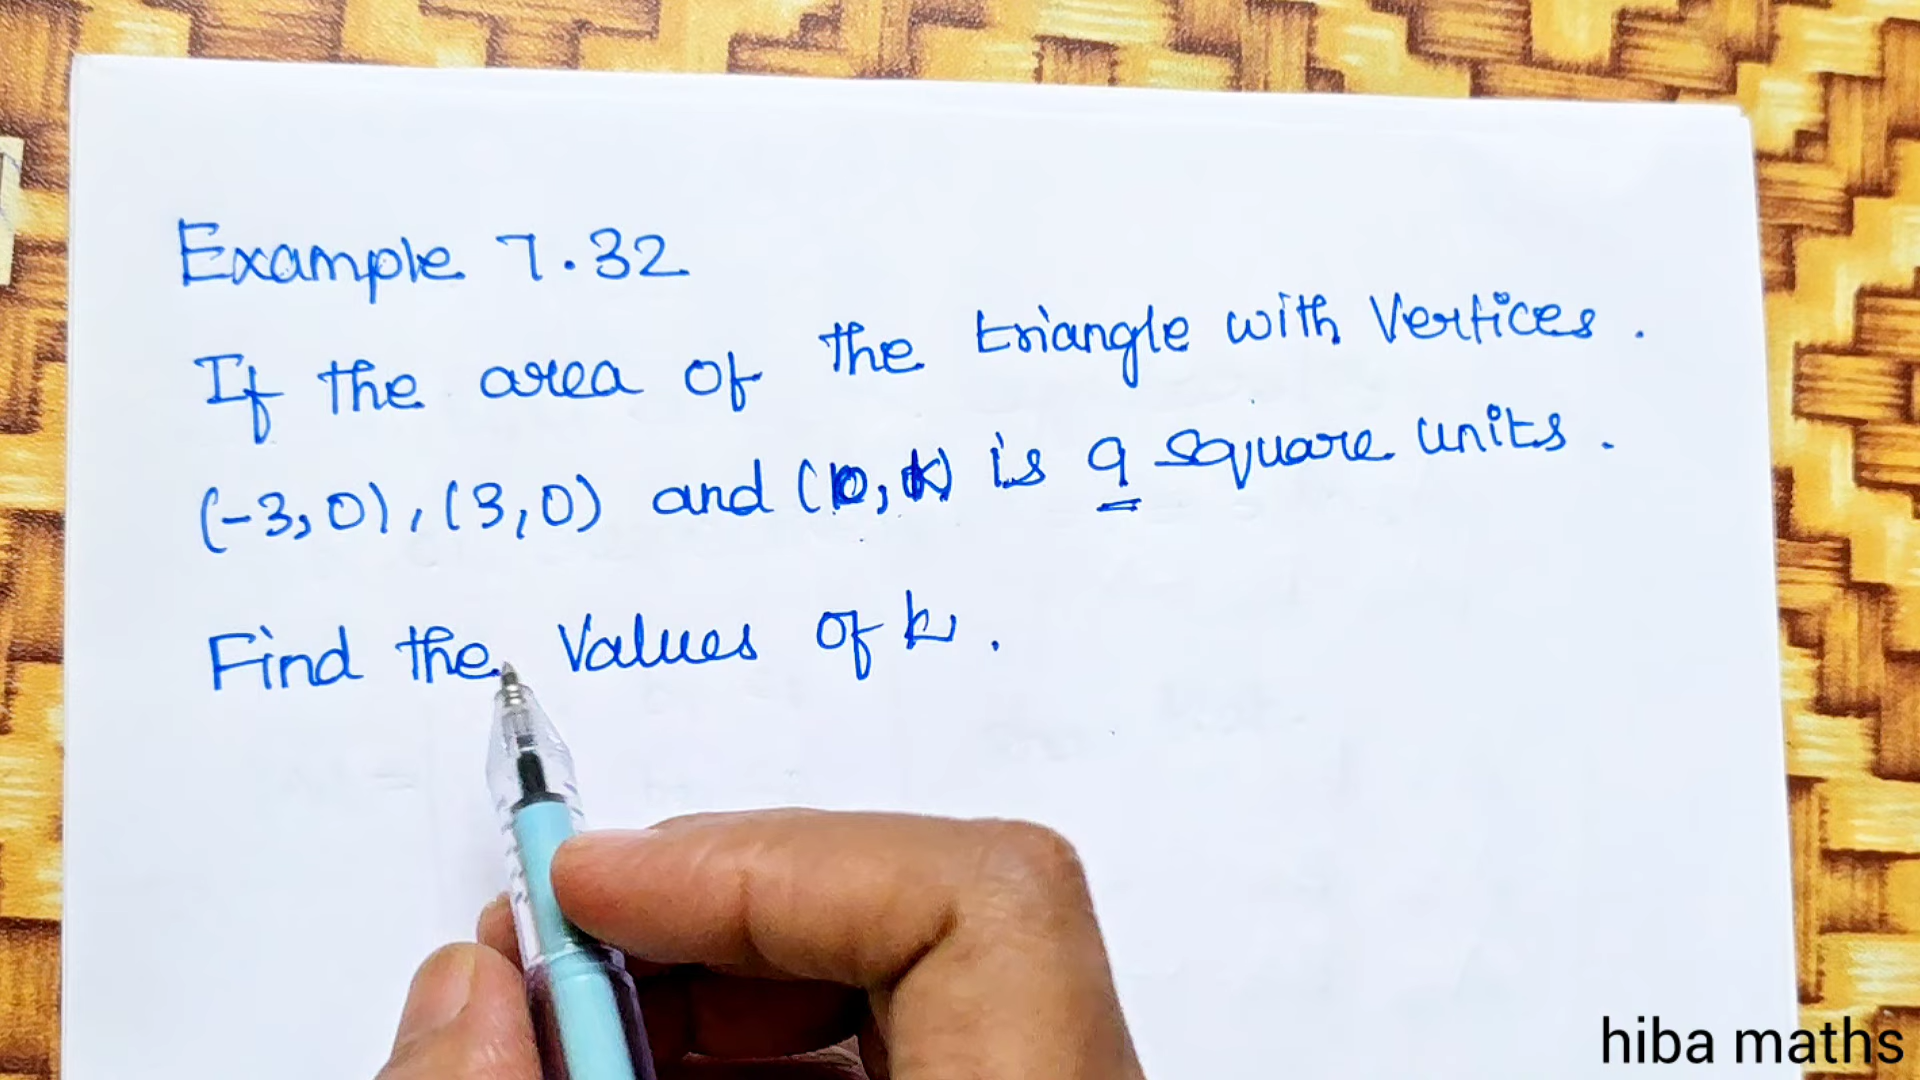 Example 7.32
If the area of the triangle with Vertices.
(-3,0), (3,0) and (0,k) is 9 square units.
Find the Values of k.
hiba maths